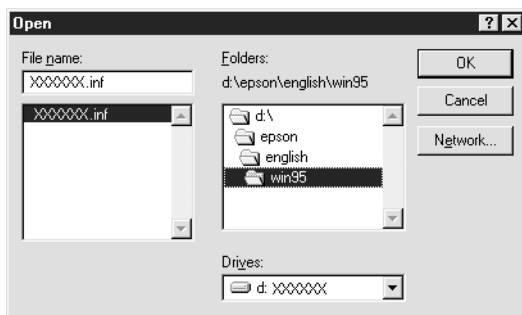 Open
File name:
XXXXXX.inf
XXXXXX.inf
Folders:
d:\epson\english\win95
d:\
epson
english
win95
Drives:
d: XXXXXX
OK
Cancel
Network...